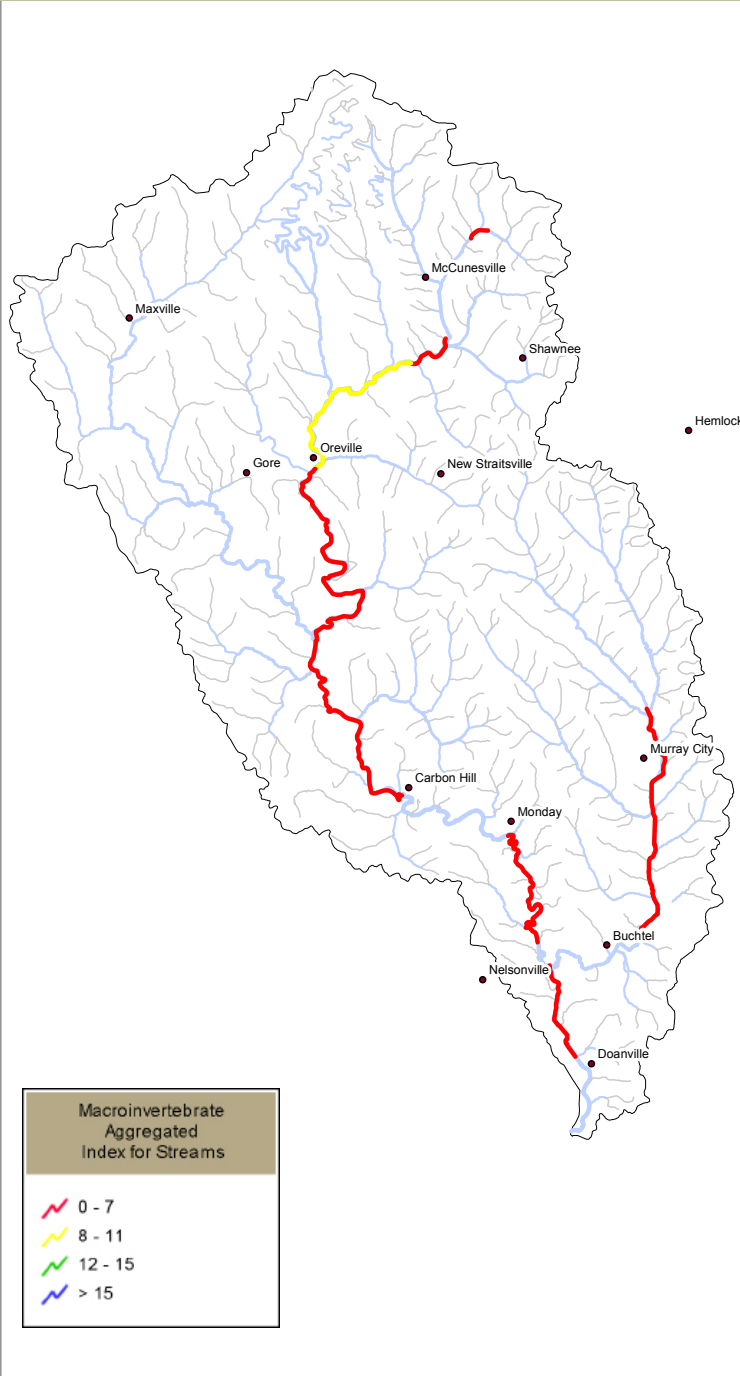 McCunesville
Maxville
Shawnee
Hemlock
Oreville
Gore
New Straitsville
Murray City
Carbon Hill
Monday
Buchtel
Nelsonville
Doanville
Macroinvertebrate
Aggregated
Index for Streams
0 - 7
8 - 11
12 - 15
> 15